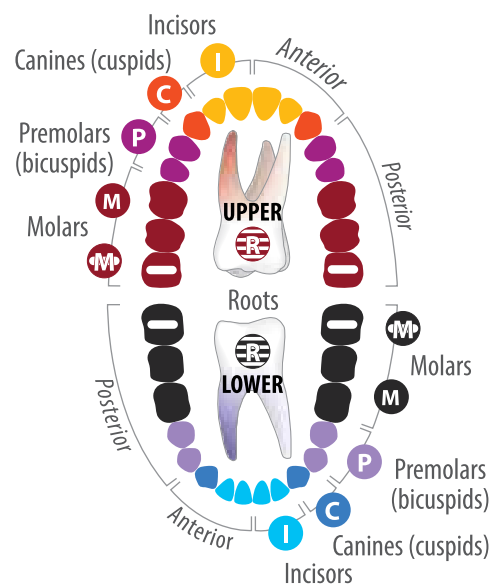 Incisors
I
Anterior
Canines (cuspids)
C
Premolars
(bicuspids)
P
Posterior
M
Molars
M
UPPER
R
Roots
R
LOWER
M
Molars
M
Posterior
P
Premolars
(bicuspids)
C
Anterior
I
Canines (cuspids)
Incisors